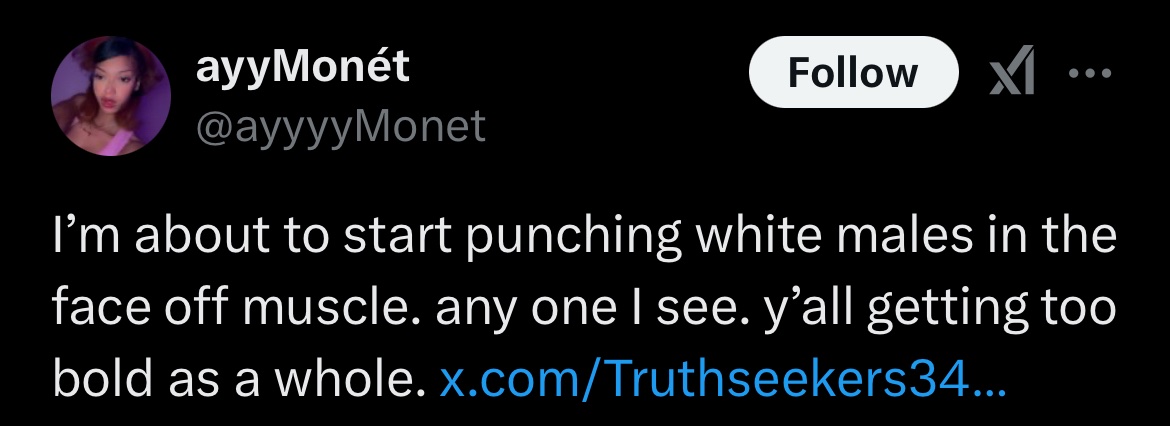 ayyMonét
Follow
@ayyyyMonet
I’m about to start punching white males in the
face off muscle. any one I see. y’all getting too
bold as a whole. x.com/Truthseekers34...